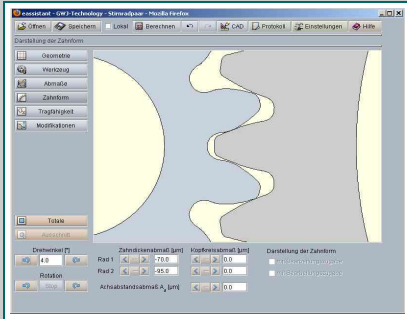 eassistant - GWJ-Technology - Stirnradpaar - Mozilla Firefox
Öffnen Speichern Lokal Berechnen CAD Protokoll Einstellungen Hilfe
Darstellung der Zahnform
Geometrie
Werkzeug
Abmaße
Zahnform
Tragfähigkeit
Modifikationen
Totale
Ausschnitt
Drehwinkel [°]
4.0
Rotation
Stop
Zahndickenabmaß [µm] Kopfkreisabmaß [µm]
Rad 1 -70.0 0.0
Rad 2 -95.0 0.0
Achsabstandsabmaß Aa [µm] 0.0
Darstellung der Zahnform